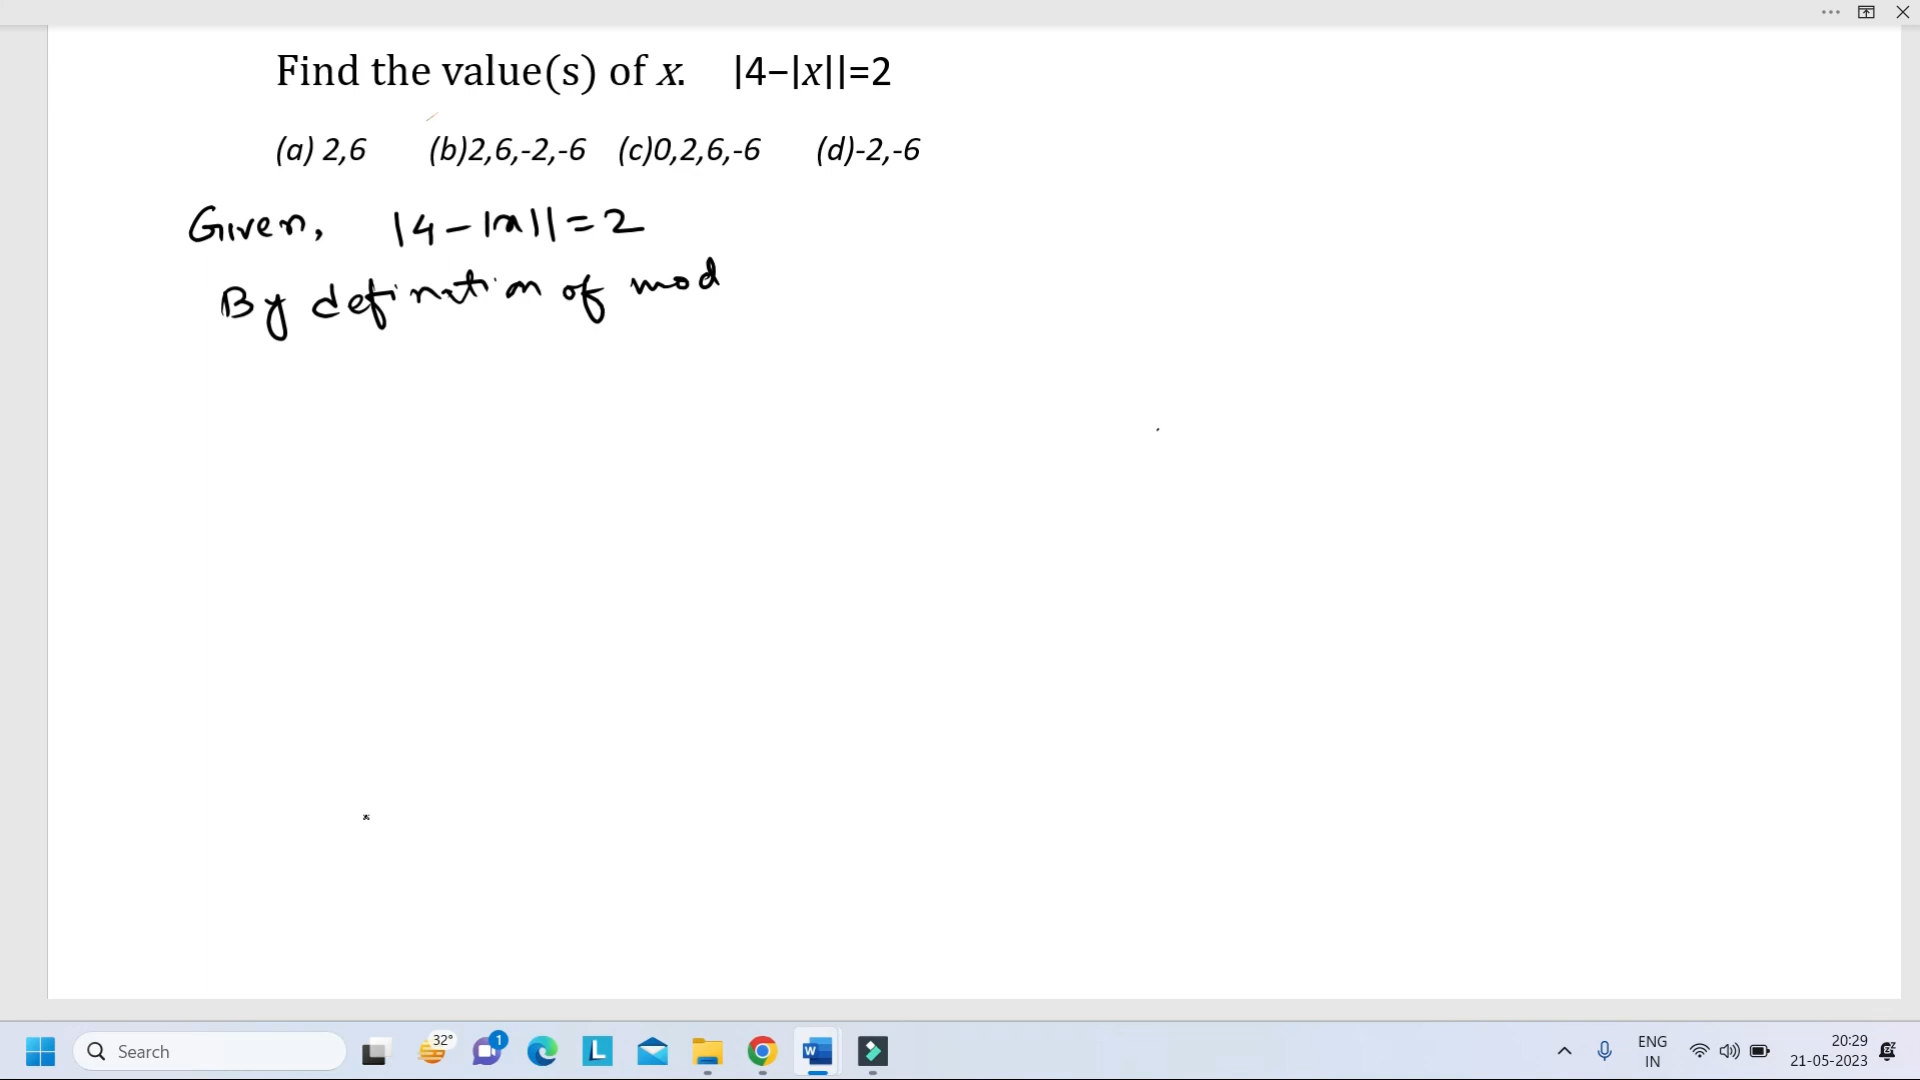 Find the value(s) of x. |4−|x||=2
(a) 2,6 (b)2,6,-2,-6 (c)0,2,6,-6 (d)-2,-6
Given, |4-|x||=2
By defination of mod
Search
32°
1
ENG
IN
20:29
21-05-2023